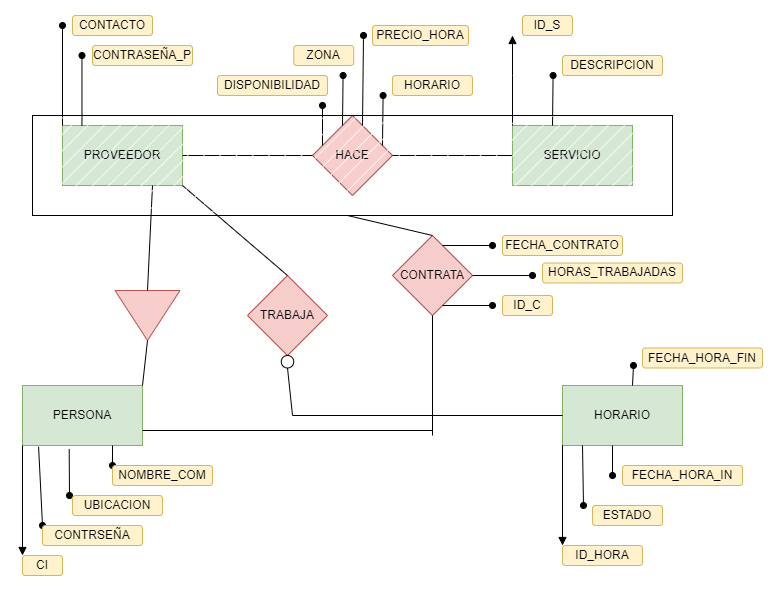 CONTACTO
ID_S
PRECIO_HORA
CONTRASEÑA_P
ZONA
DESCRIPCION
DISPONIBILIDAD
HORARIO
PROVEEDOR
HACE
SERVICIO
FECHA_CONTRATO
CONTRATA
HORAS_TRABAJADAS
ID_C
TRABAJA
FECHA_HORA_FIN
PERSONA
HORARIO
NOMBRE_COM
FECHA_HORA_IN
UBICACION
ESTADO
CONTRSEÑA
ID_HORA
CI